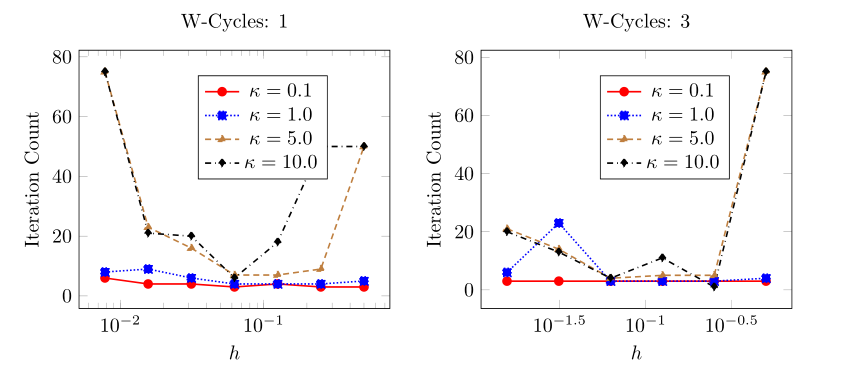 W-Cycles: 1
80
60
40
20
0
Iteration Count
10⁻²
10⁻¹
h
κ = 0.1
κ = 1.0
κ = 5.0
κ = 10.0
W-Cycles: 3
80
60
40
20
0
Iteration Count
10⁻¹·⁵
10⁻¹
10⁻⁰·⁵
h
κ = 0.1
κ = 1.0
κ = 5.0
κ = 10.0